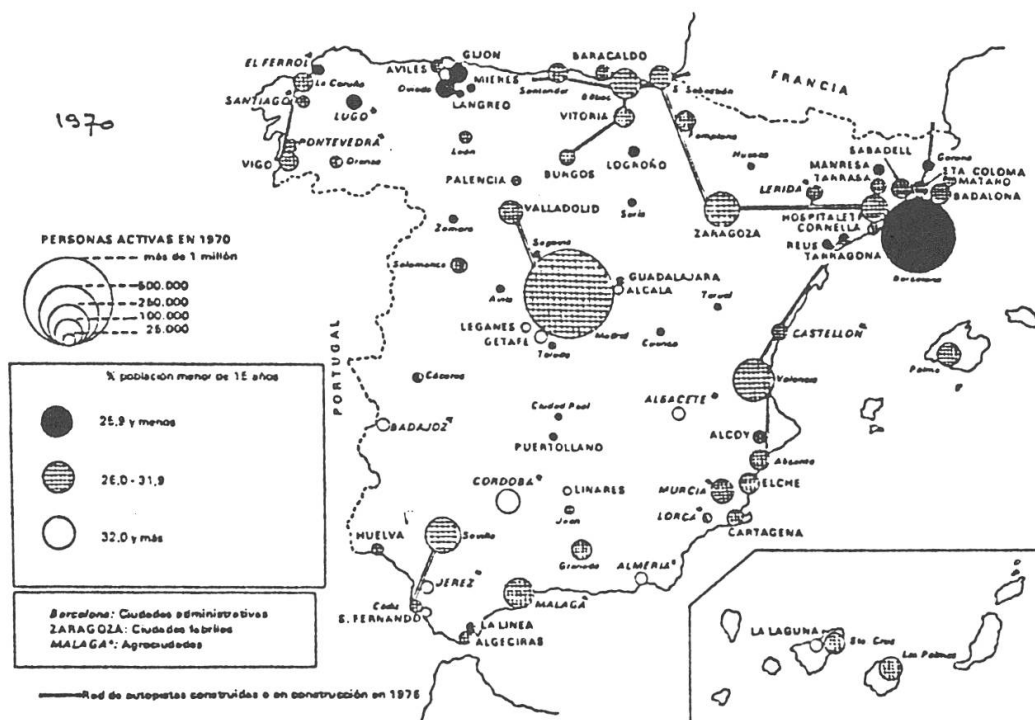 1970
GIJON
BARACALDO
EL FERROL
AVILES
La Coruña
MIERES
Santander
Bilbao
S. Sebastián
FRANCIA
SANTIAGO
Oviedo
LANGREO
LUGO
VITORIA
Pamplona
SABADELL
Gerona
PONTEVEDRA
León
Huesca
MANRESA
STA COLOMA
VIGO
Orense
BURGOS
LOGROÑO
TARRASA
MATARO
LERIDA
BADALONA
PALENCIA
VALLADOLID
Soria
ZARAGOZA
HOSPITALET
CORNELLA
Zamora
REUS
TARRAGONA
Barcelona
PERSONAS ACTIVAS EN 1970
más de 1 millón
500.000
250.000
100.000
25.000
Segovia
Salamanca
GUADALAJARA
ALCALA
Avila
Teruel
LEGANES
GETAFE
Madrid
Toledo
Cuenca
CASTELLON
Palma
PORTUGAL
% población menor de 15 años
25,9 y menos
26,0 - 31,9
32,0 y más
Cáceres
Valencia
ALBACETE
BADAJOZ
Ciudad Real
PUERTOLLANO
ALCOY
Alicante
CORDOBA
LINARES
MURCIA
ELCHE
Jaen
LORCA
CARTAGENA
HUELVA
Sevilla
Granada
ALMERIA
JEREZ
Cádiz
S. FERNANDO
MALAGA
LA LINEA
ALGECIRAS
Barcelona: Ciudades administrativas
ZARAGOZA: Ciudades fabriles
MALAGA*: Agrociudades
LA LAGUNA
Sta Cruz
Las Palmas
Red de autopistas construidas o en construcción en 1976